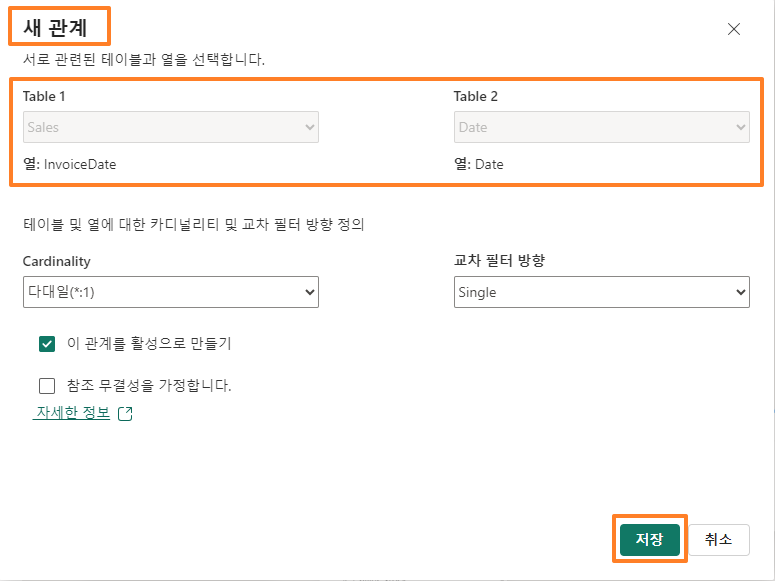 새 관계
서로 관련된 테이블과 열을 선택합니다.
Table 1
Table 2
Sales
Date
열: InvoiceDate
열: Date
테이블 및 열에 대한 카디널리티 및 교차 필터 방향 정의
Cardinality
교차 필터 방향
다대일(*:1)
Single
이 관계를 활성으로 만들기
참조 무결성을 가정합니다.
자세한 정보
저장
취소